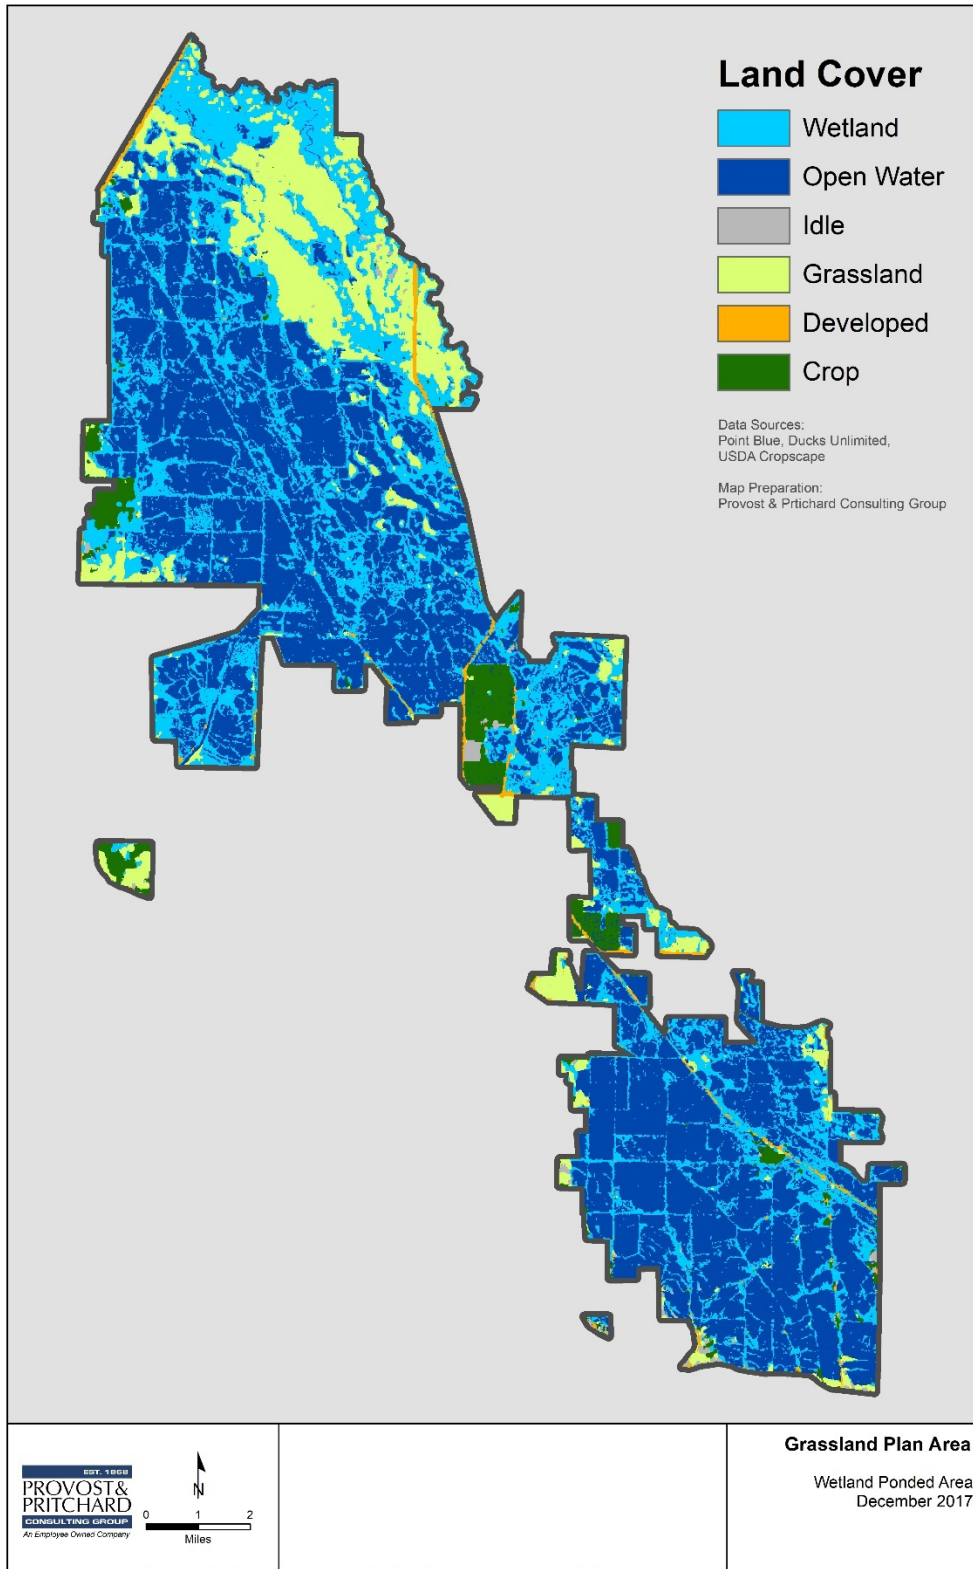 Land Cover
Wetland
Open Water
Idle
Grassland
Developed
Crop
Data Sources:
Point Blue, Ducks Unlimited,
USDA Cropscape
Map Preparation:
Provost & Prtichard Consulting Group
EST. 1968
PROVOST&
PRITCHARD
CONSULTING GROUP
An Employee Owned Company
N
0 1 2
Miles
Grassland Plan Area
Wetland Ponded Area
December 2017